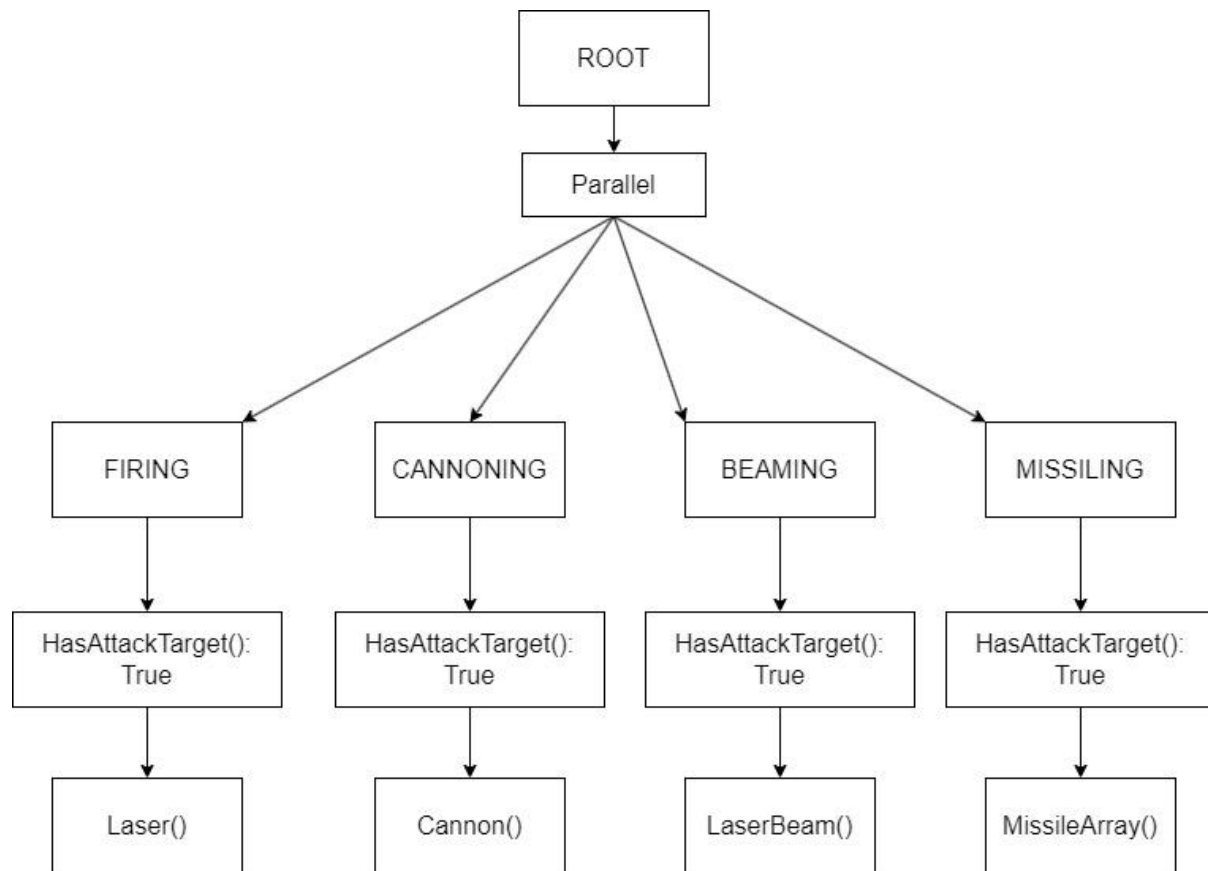 ROOT
Parallel
FIRING
CANNONING
BEAMING
MISSILING
HasAttackTarget():
True
HasAttackTarget():
True
HasAttackTarget():
True
HasAttackTarget():
True
Laser()
Cannon()
LaserBeam()
MissileArray()